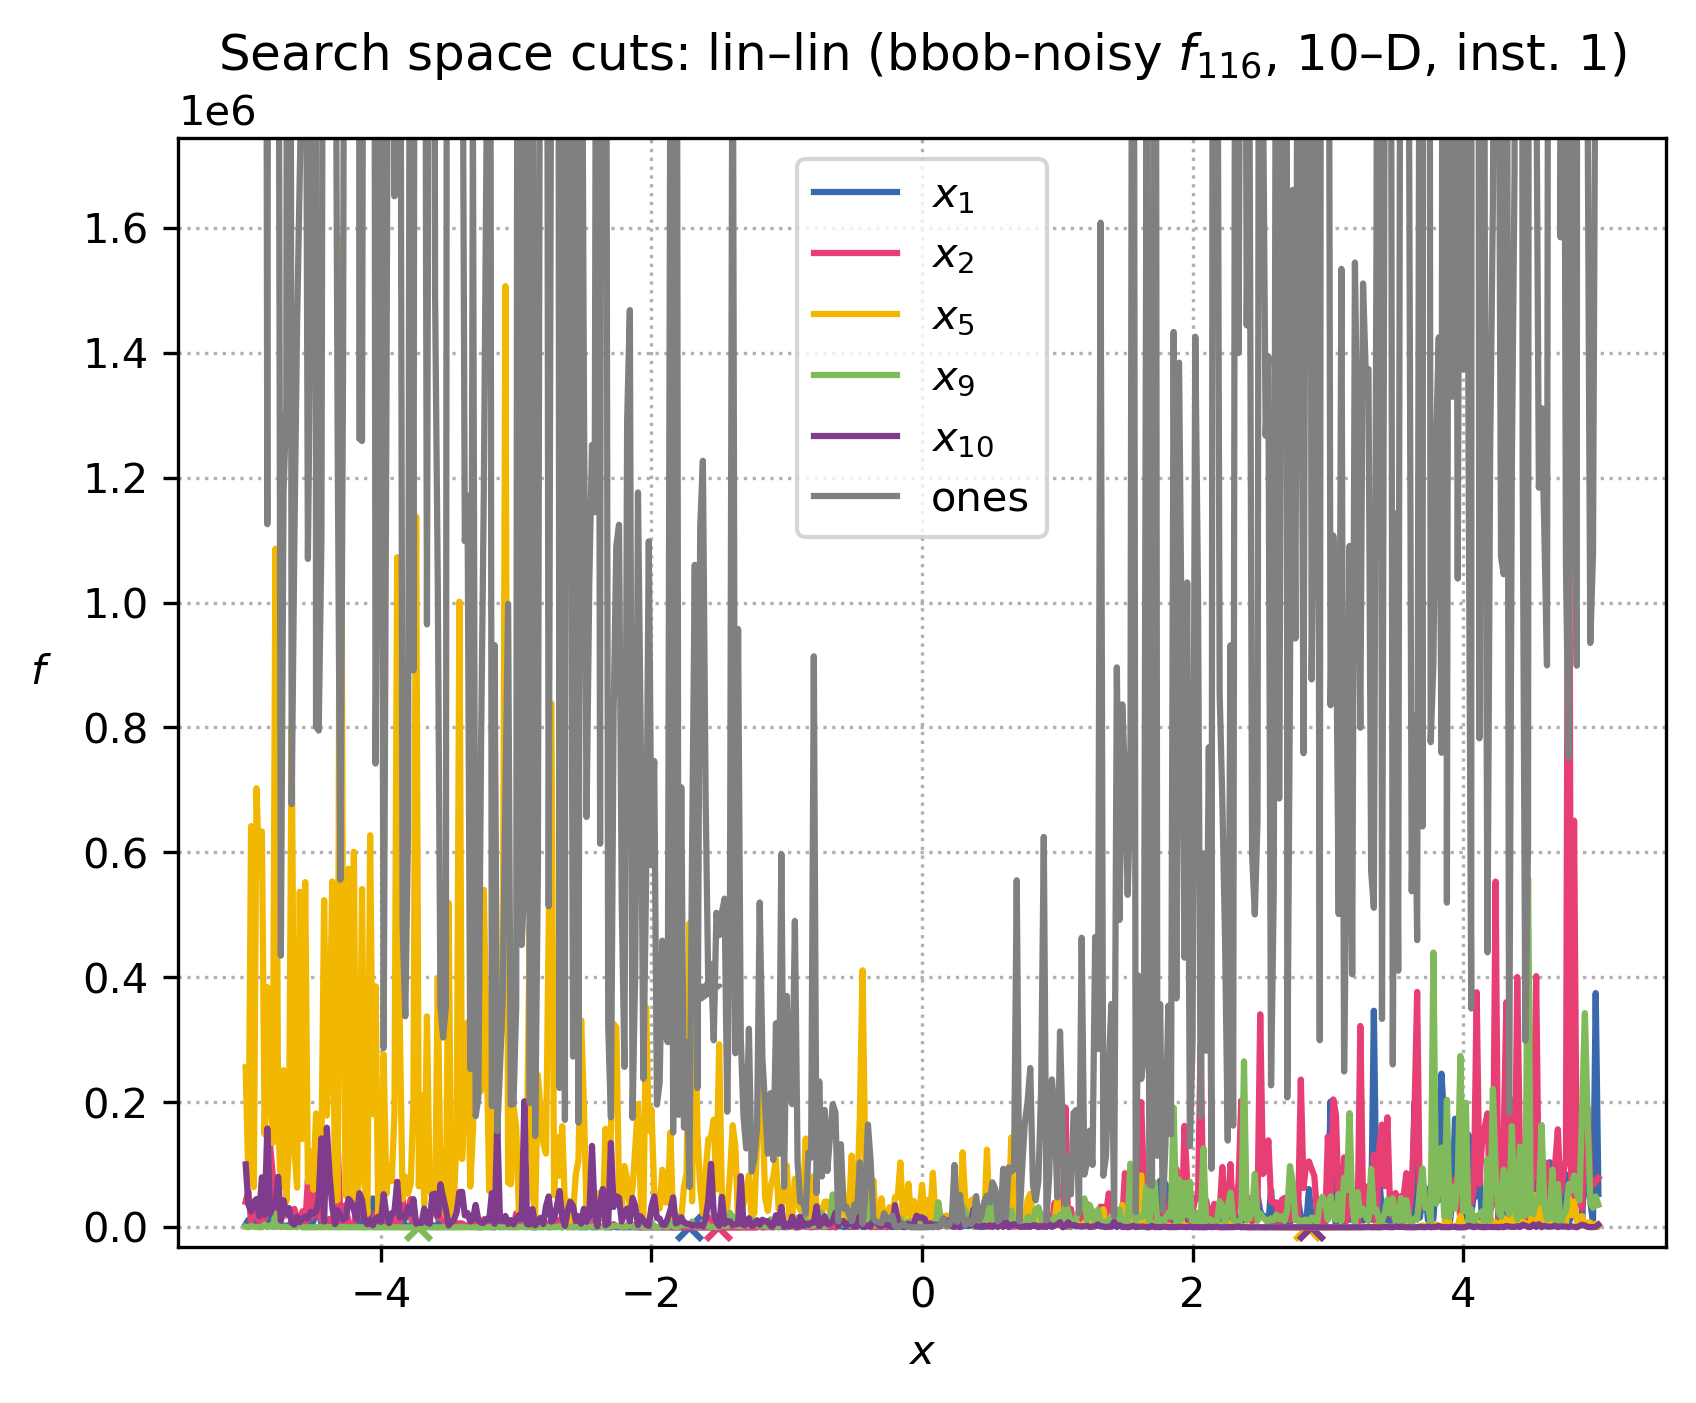 Search space cuts: lin–lin (bbob-noisy f₁₁₆, 10–D, inst. 1)
1e6
x₁
x₂
x₅
x₉
x₁₀
ones
1.6
1.4
1.2
1.0
0.8
0.6
0.4
0.2
0.0
f
−4 −2 0 2 4
x